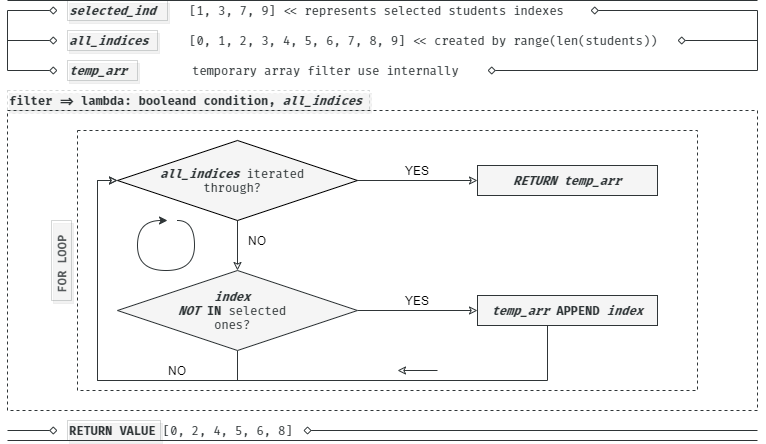 selected_ind [1, 3, 7, 9] << represents selected students indexes
all_indices [0, 1, 2, 3, 4, 5, 6, 7, 8, 9] << created by range(len(students))
temp_arr temporary array filter use internally
filter => lambda: booleand condition, all_indices
all_indices iterated
through?
YES
RETURN temp_arr
NO
FOR LOOP
index
NOT IN selected
ones?
YES
temp_arr APPEND index
NO
RETURN VALUE [0, 2, 4, 5, 6, 8]